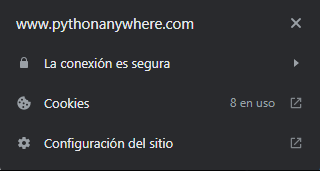 www.pythonanywhere.com
La conexión es segura
Cookies 8 en uso
Configuración del sitio